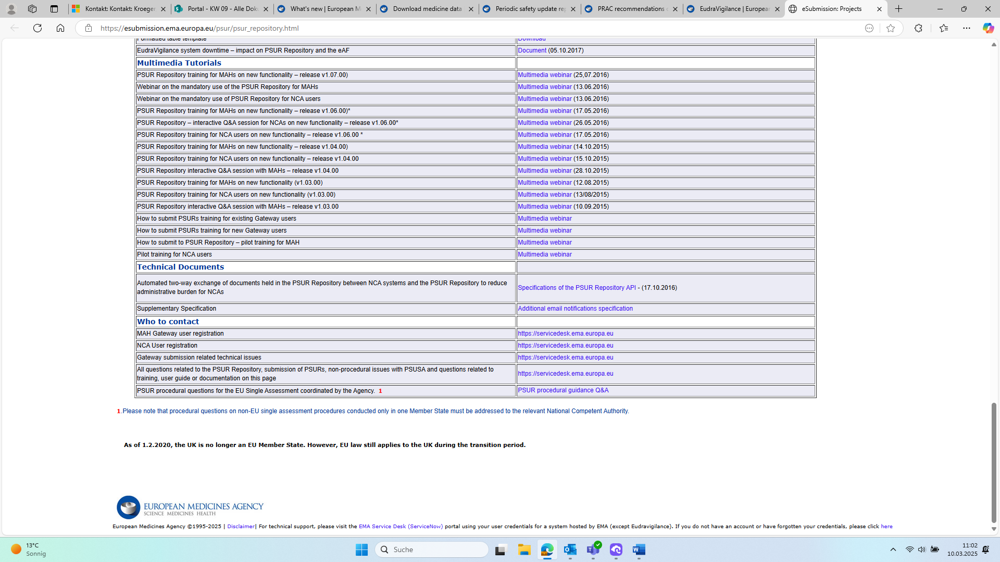 Kontakt: Kontakt: Kroeger
Portal - KW 09 - Alle Dok
What's new | European M
Download medicine data
Periodic safety update re
PRAC recommendations
EudraVigilance | European
eSubmission: Projects
https://esubmission.ema.europa.eu/psur/psur_repository.html
Formatted table template Download
EudraVigilance system downtime – impact on PSUR Repository and the eAF Document (05.10.2017)
Multimedia Tutorials
PSUR Repository training for MAHs on new functionality – release v1.07.00) Multimedia webinar (25,07.2016)
Webinar on the mandatory use of the PSUR Repository for MAHs Multimedia webinar (13.06.2016)
Webinar on the mandatory use of PSUR Repository for NCA users Multimedia webinar (13.06.2016)
PSUR Repository training for MAHs on new functionality – release v1.06.00)* Multimedia webinar (17.05.2016)
PSUR Repository – interactive Q&A session for NCAs on new functionality – release v1.06.00* Multimedia webinar (26.05.2016)
PSUR Repository training for NCA users on new functionality – release v1.06.00 * Multimedia webinar (17.05.2016)
PSUR Repository training for MAHs on new functionality – release v1.04.00) Multimedia webinar (14.10.2015)
PSUR Repository training for NCA users on new functionality – release v1.04.00 Multimedia webinar (15.10.2015)
PSUR Repository interactive Q&A session with MAHs – release v1.04.00 Multimedia webinar (28.10.2015)
PSUR Repository training for MAHs on new functionality (v1.03.00) Multimedia webinar (12.08.2015)
PSUR Repository training for NCA users on new functionality (v1.03.00) Multimedia webinar (13/08/2015)
PSUR Repository interactive Q&A session with MAHs – release v1.03.00 Multimedia webinar (10.09.2015)
How to submit PSURs training for existing Gateway users Multimedia webinar
How to submit PSURs training for new Gateway users Multimedia webinar
How to submit to PSUR Repository – pilot training for MAH Multimedia webinar
Pilot training for NCA users Multimedia webinar
Technical Documents
Automated two-way exchange of documents held in the PSUR Repository between NCA systems and the PSUR Repository to reduce
administrative burden for NCAs
Specifications of the PSUR Repository API - (17.10.2016)
Supplementary Specification Additional email notifications specification
Who to contact
MAH Gateway user registration https://servicedesk.ema.europa.eu
NCA User registration https://servicedesk.ema.europa.eu
Gateway submission related technical issues https://servicedesk.ema.europa.eu
All questions related to the PSUR Repository, submission of PSURs, non-procedural issues with PSUSA and questions related to
training, user guide or documentation on this page
https://servicedesk.ema.europa.eu
PSUR procedural questions for the EU Single Assessment coordinated by the Agency. 1 PSUR procedural guidance Q&A
1.Please note that procedural questions on non-EU single assessment procedures conducted only in one Member State must be addressed to the relevant National Competent Authority.
As of 1.2.2020, the UK is no longer an EU Member State. However, EU law still applies to the UK during the transition period.
EUROPEAN MEDICINES AGENCY
SCIENCE MEDICINES HEALTH
European Medicines Agency ©1995-2025 | Disclaimer| For technical support, please visit the EMA Service Desk (ServiceNow) portal using your user credentials for a system hosted by EMA (except Eudravigilance). If you do not have an account or have forgotten your credentials, please click here
13°C
Sonnig
Suche
11:02
10.03.2025